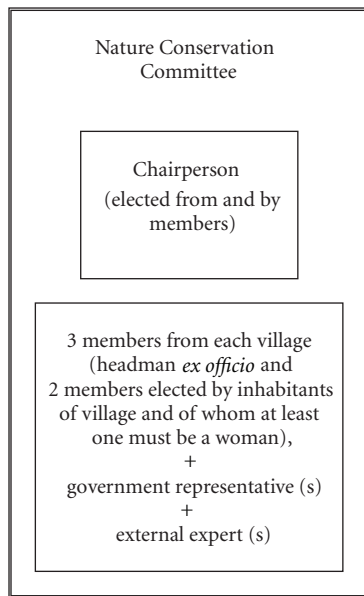 Nature Conservation
Committee
Chairperson
(elected from and by
members)
3 members from each village
(headman ex officio and
2 members elected by inhabitants
of village and of whom at least
one must be a woman),
+
government representative (s)
+
external expert (s)